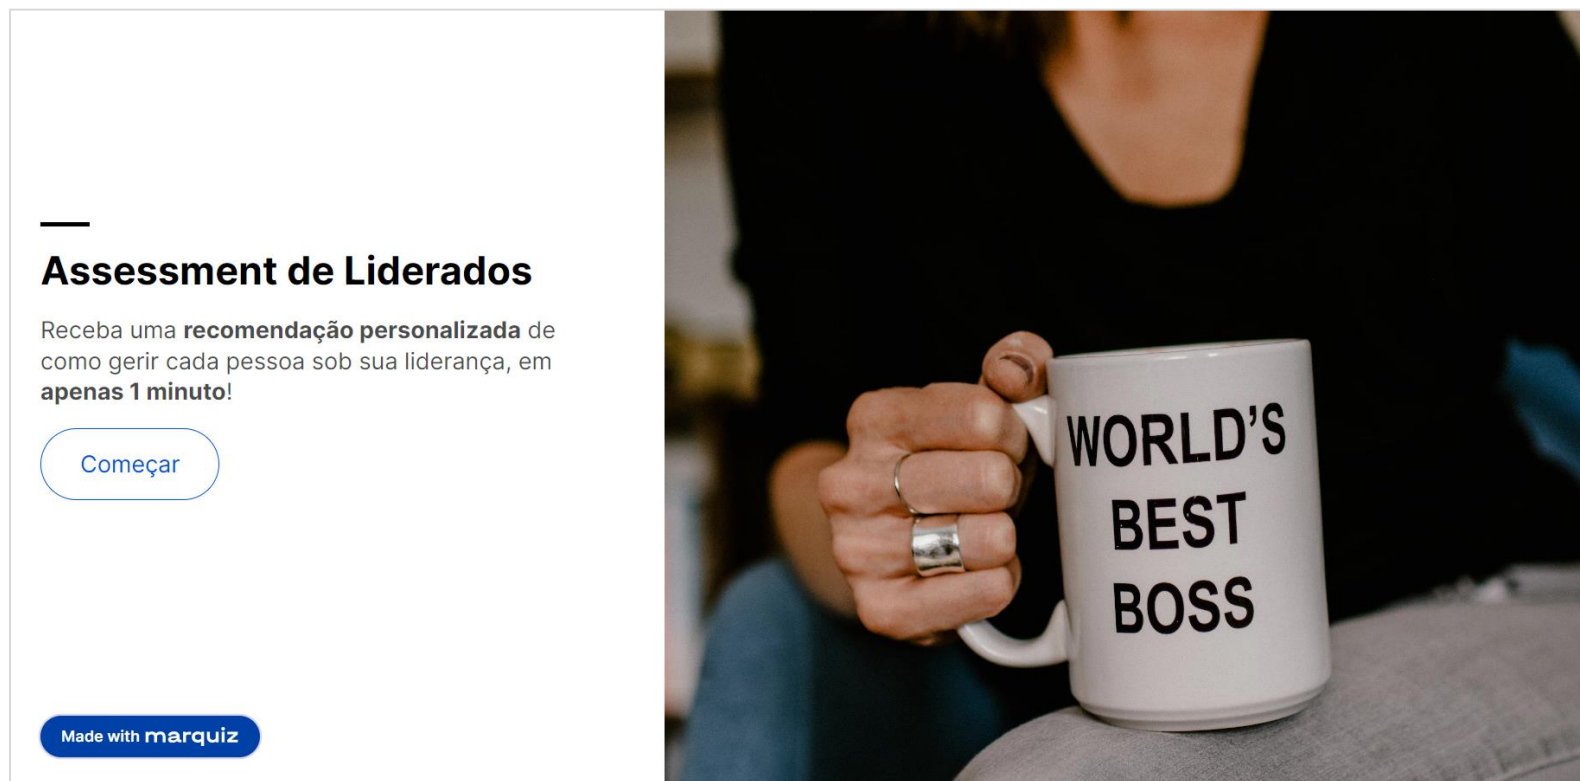 Assessment de Liderados
Receba uma recomendação personalizada de
como gerir cada pessoa sob sua liderança, em
apenas 1 minuto!
Começar
Made with marquiz
WORLD'S
BEST
BOSS